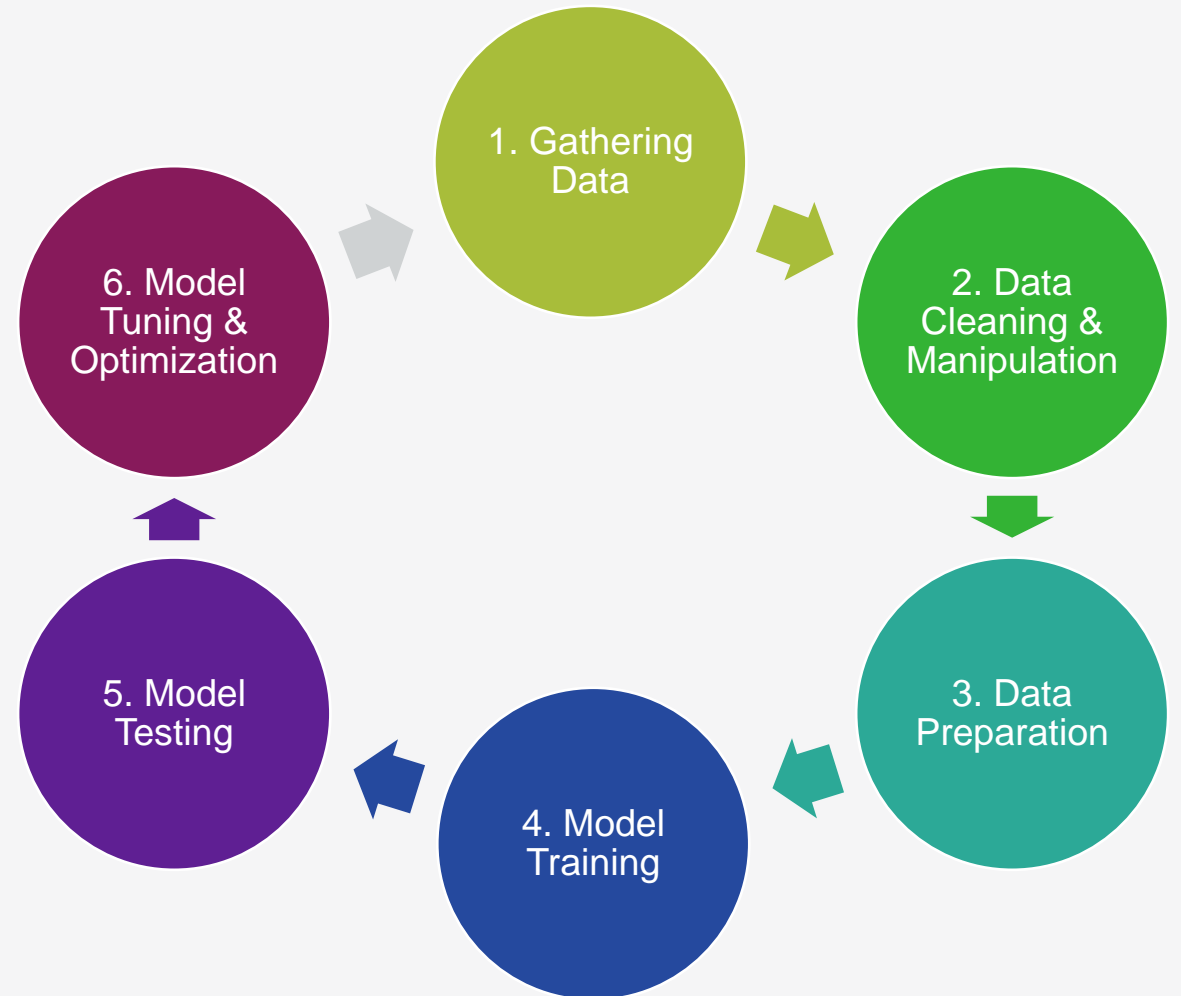 1. Gathering
Data
2. Data
Cleaning &
Manipulation
3. Data
Preparation
4. Model
Training
5. Model
Testing
6. Model
Tuning &
Optimization